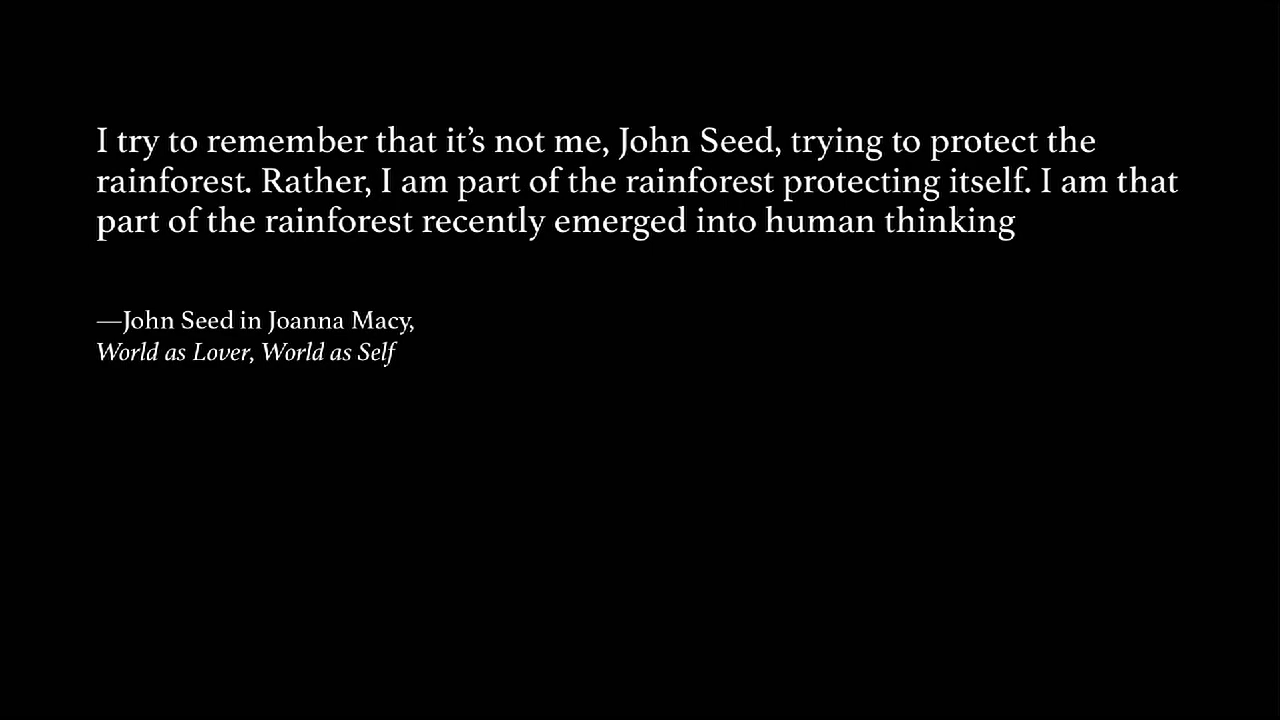 I try to remember that it’s not me, John Seed, trying to protect the
rainforest. Rather, I am part of the rainforest protecting itself. I am that
part of the rainforest recently emerged into human thinking
—John Seed in Joanna Macy,
World as Lover, World as Self